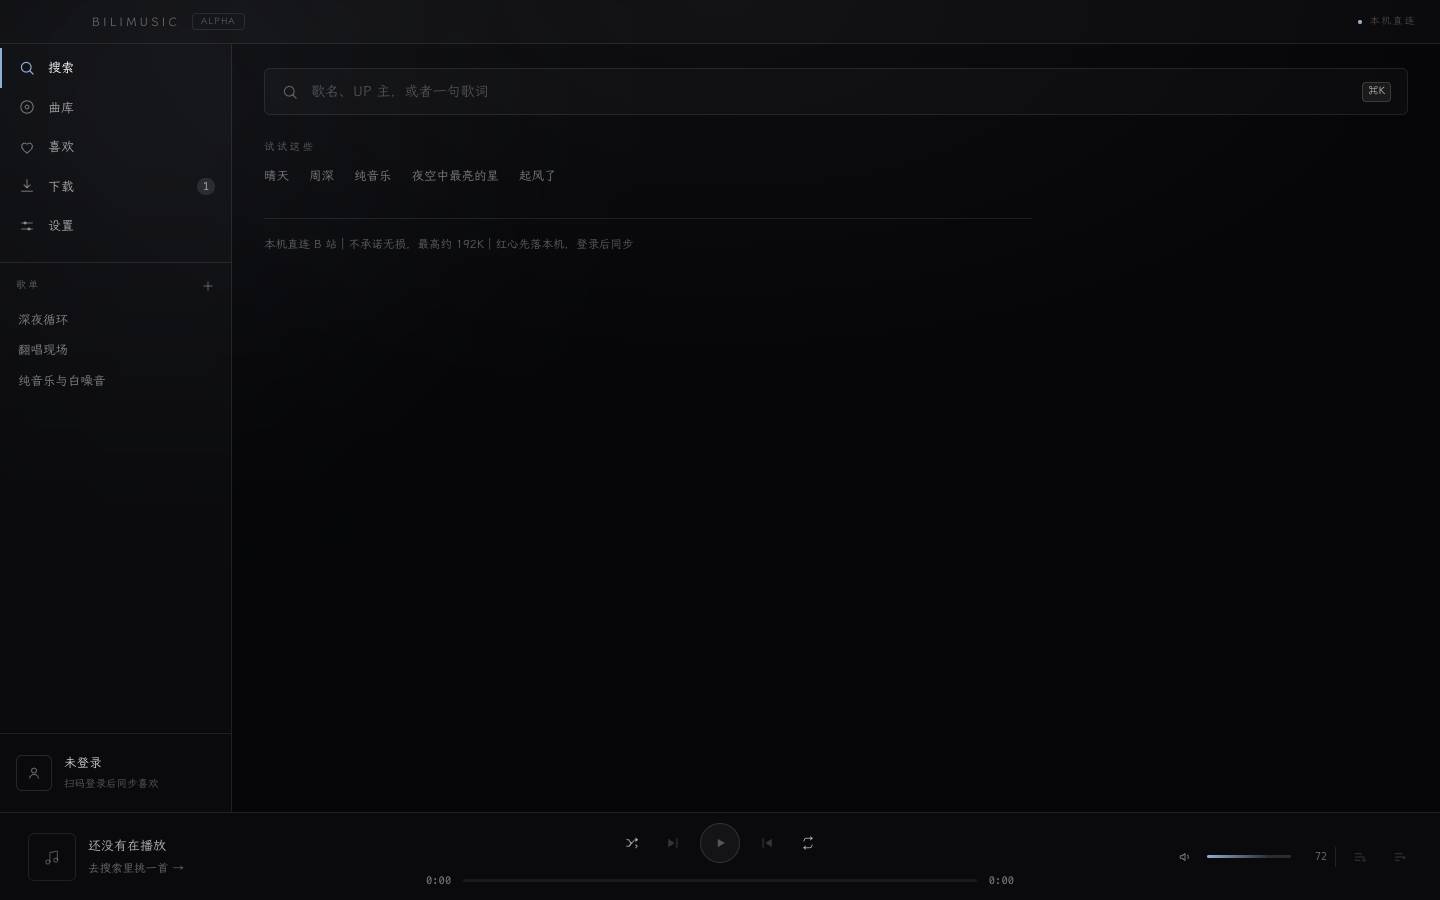 BILIMUSIC ALPHA
本机直连
搜索
曲库
喜欢
下载 1
设置
歌单
深夜循环
翻唱现场
纯音乐与白噪音
未登录
扫码登录后同步喜欢
歌名、UP 主，或者一句歌词 ⌘K
试试这些
晴天 周深 纯音乐 夜空中最亮的星 起风了
本机直连 B 站 | 不承诺无损，最高约 192K | 红心先落本机，登录后同步
还没有在播放
去搜索里挑一首 →
0:00 0:00
72